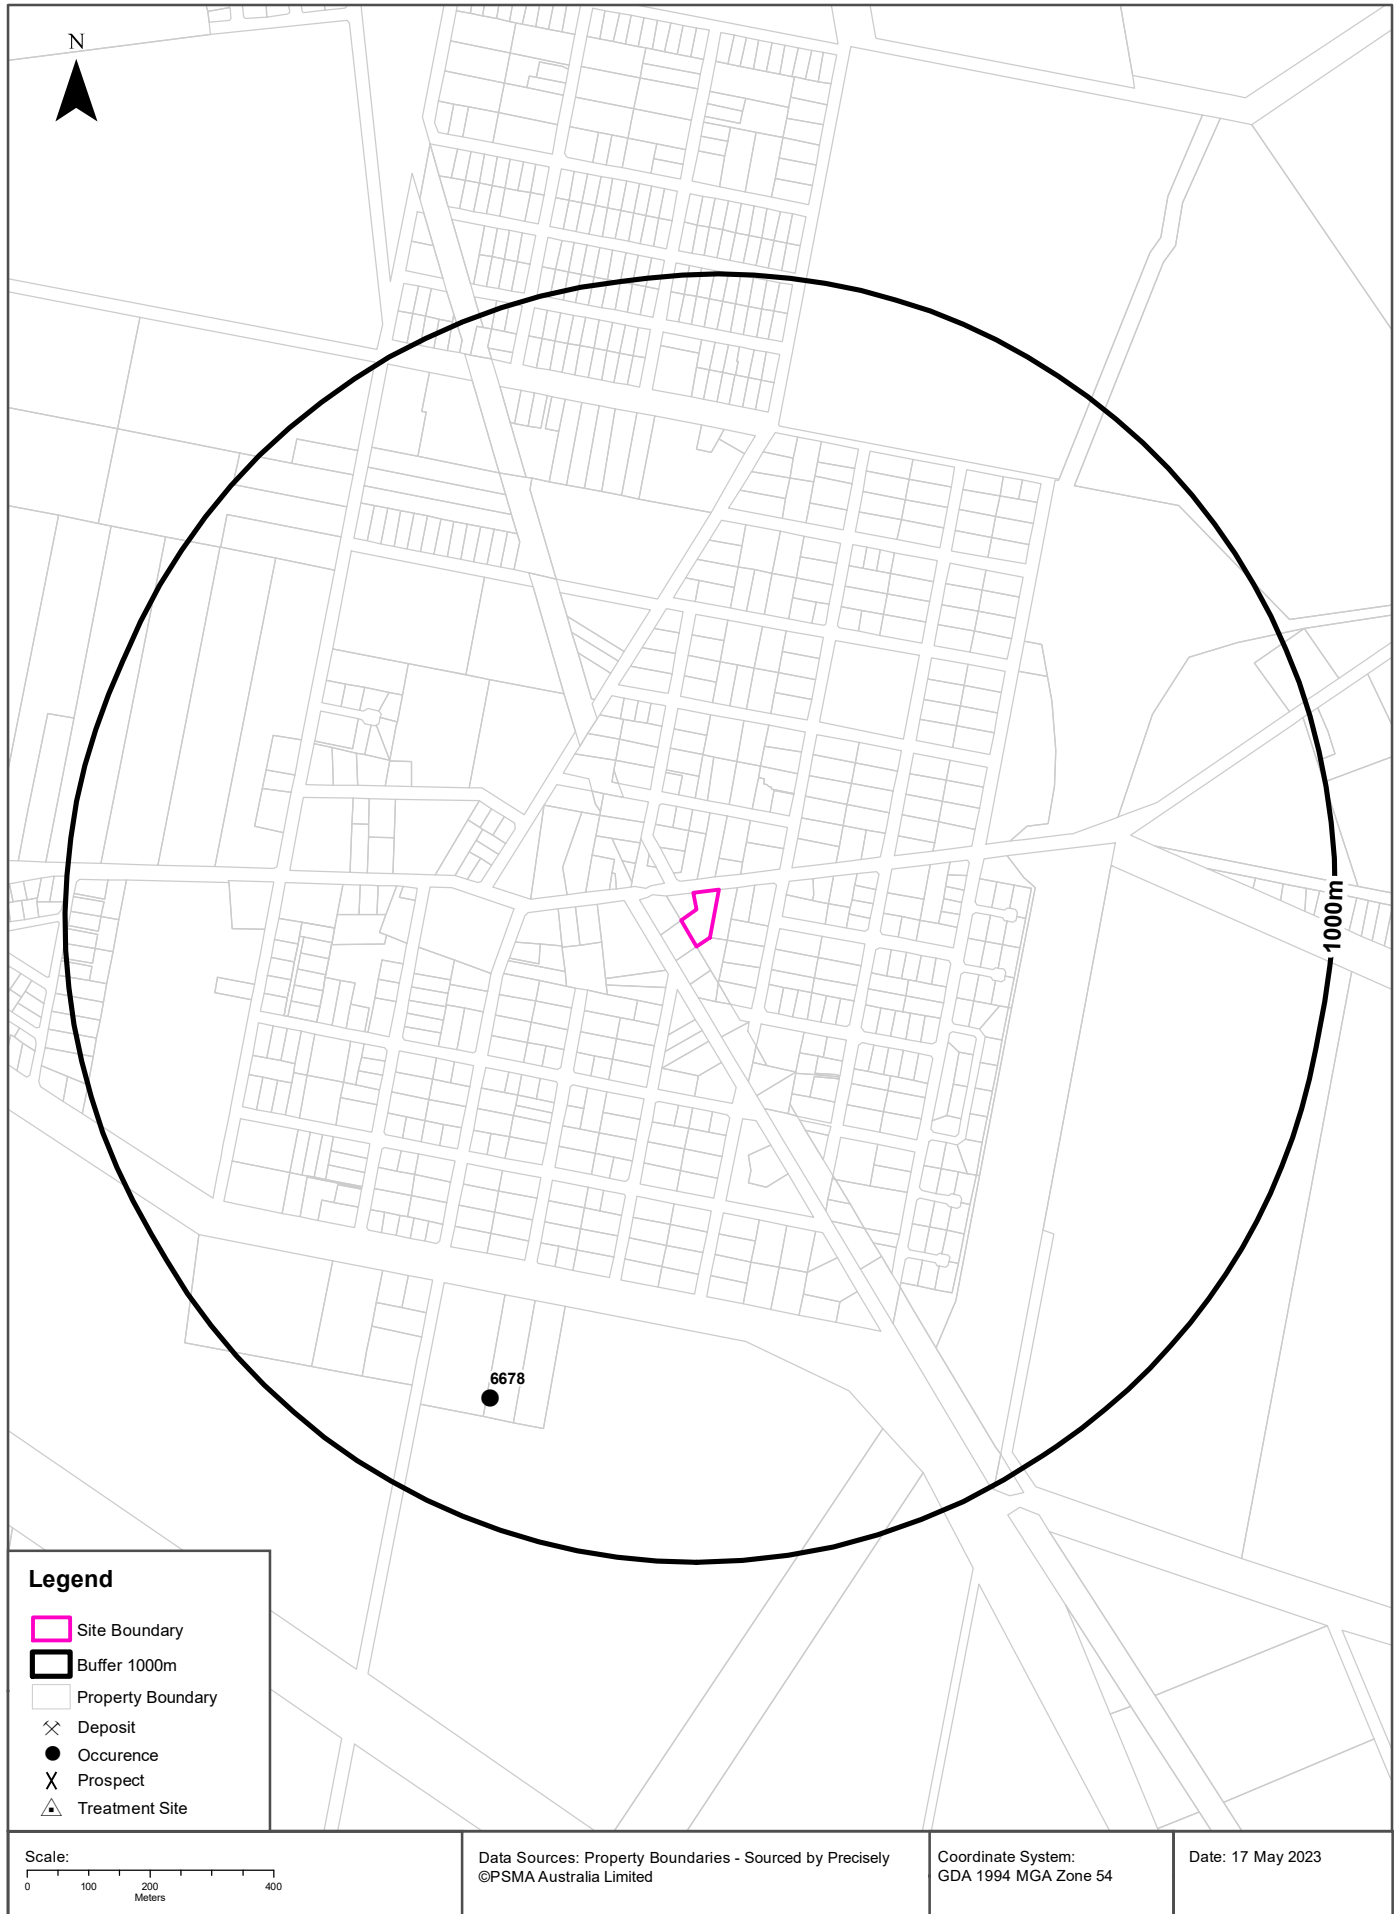 N
1000m
6678
Legend
Site Boundary
Buffer 1000m
Property Boundary
Deposit
Occurence
Prospect
Treatment Site
Scale:
0 100 200 400
Meters
Data Sources: Property Boundaries - Sourced by Precisely
©PSMA Australia Limited
Coordinate System:
GDA 1994 MGA Zone 54
Date: 17 May 2023